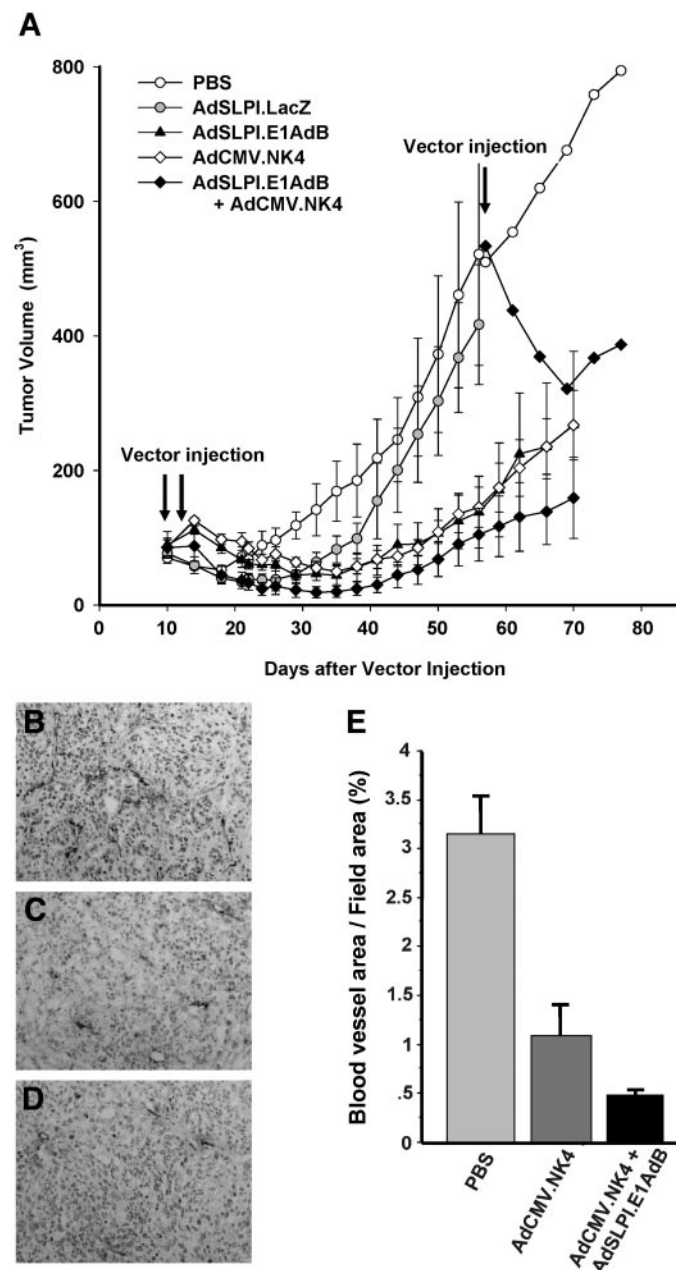 A
800
600
400
200
0
Tumor Volume (mm³)
PBS
AdSLPI.LacZ
AdSLPI.E1AdB
AdCMV.NK4
AdSLPI.E1AdB
+ AdCMV.NK4
Vector injection
Vector injection
0 10 20 30 40 50 60 70 80
Days after Vector Injection
B
C
D
E
4
3.5
3
2.5
2
1.5
1
.5
0
Blood vessel area / Field area (%)
PBS
AdCMV.NK4
AdCMV.NK4 +
AdSLPI.E1AdB